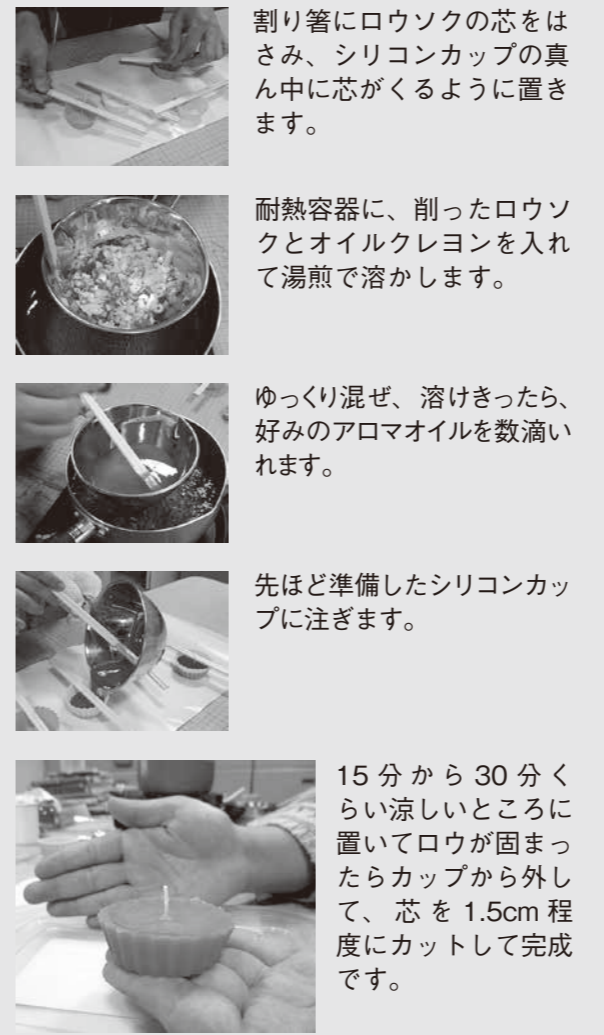 割り箸にロウソクの芯をは
さみ、シリコンカップの真
ん中に芯がくるように置き
ます。
耐熱容器に、削ったロウソ
クとオイルクレヨンを入れ
て湯煎で溶かします。
ゆっくり混ぜ、溶けきったら、
好みのアロマオイルを数滴い
れます。
先ほど準備したシリコンカッ
プに注ぎます。
15分から30分く
らい涼しいところに
置いてロウが固まっ
たらカップから外し
て、芯を1.5cm程
度にカットして完成
です。